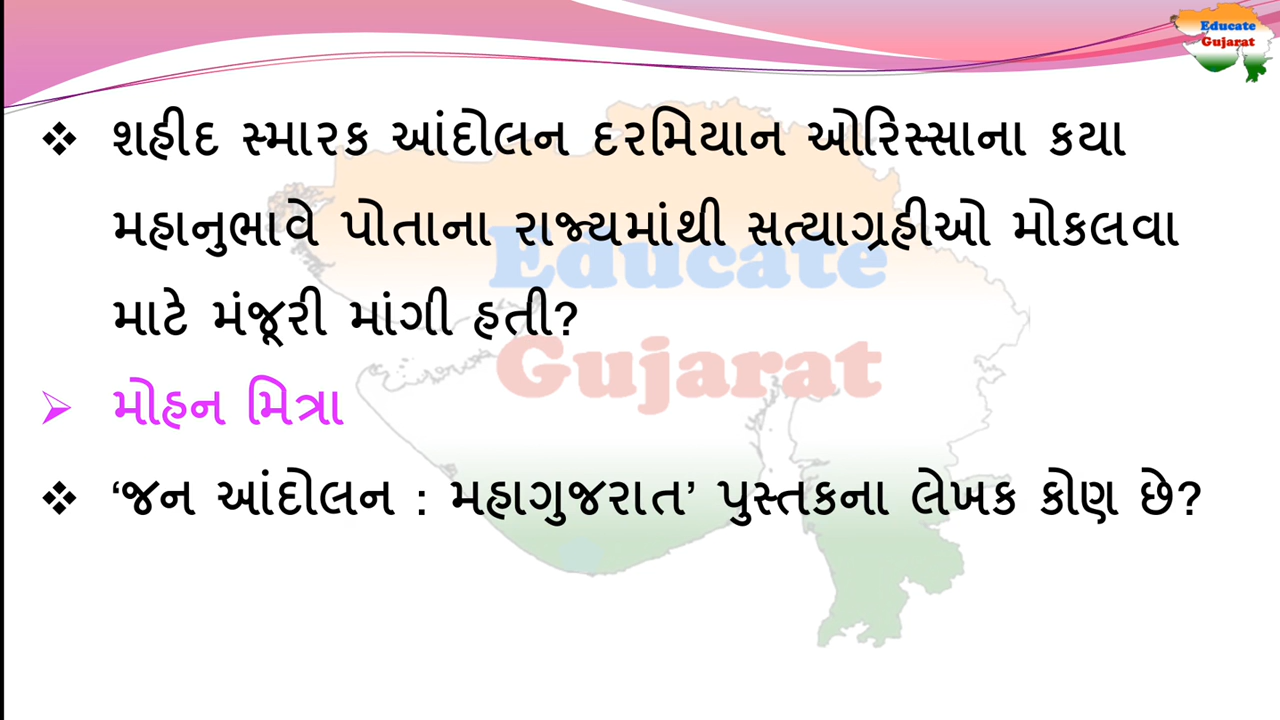 Educate
Gujarat
❖ શહીદ સ્મારક આંદોલન દરમિયાન ઓરિસ્સાના કયા
મહાનુભાવે પોતાના રાજ્યમાંથી સત્યાગ્રહીઓ મોકલવા
માટે મંજૂરી માંગી હતી?
Educate
Gujarat
➢ મોહન મિત્રા
❖ ‘જન આંદોલન : મહાગુજરાત’ પુસ્તકના લેખક કોણ છે?